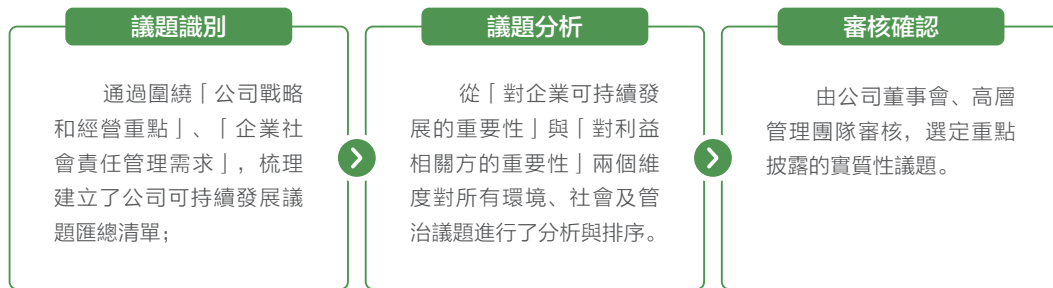 議題識別
通過圍繞「公司戰略
和經營重點」、「企業社
會責任管理需求」，梳理
建立了公司可持續發展議
題匯總清單；
議題分析
從「對企業可持續發
展的重要性」與「對利益
相關方的重要性」兩個維
度對所有環境、社會及管
治議題進行了分析與排序。
審核確認
由公司董事會、高層
管理團隊審核，選定重點
披露的實質性議題。